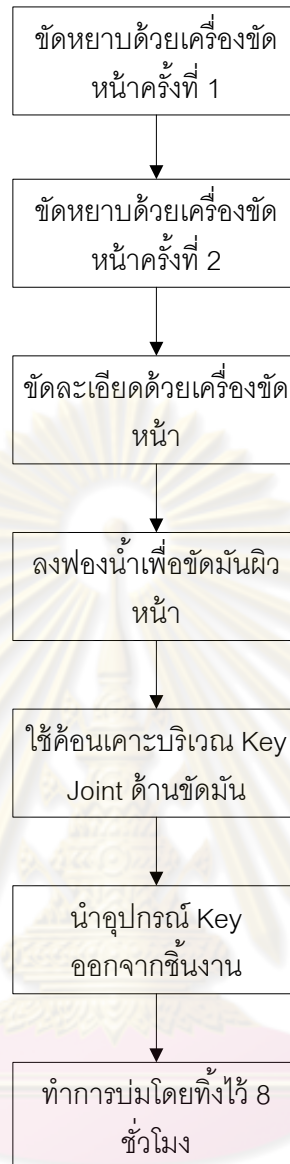 ขัดหยาบด้วยเครื่องขัด
หน้าครั้งที่ 1
ขัดหยาบด้วยเครื่องขัด
หน้าครั้งที่ 2
ขัดละเอียดด้วยเครื่องขัด
หน้า
ลงฟองน้ำเพื่อขัดมันผิว
หน้า
ใช้ค้อนเคาะบริเวณ Key
Joint ด้านขัดมัน
นำอุปกรณ์ Key
ออกจากชิ้นงาน
ทำการบ่มโดยทิ้งไว้ 8
ชั่วโมง